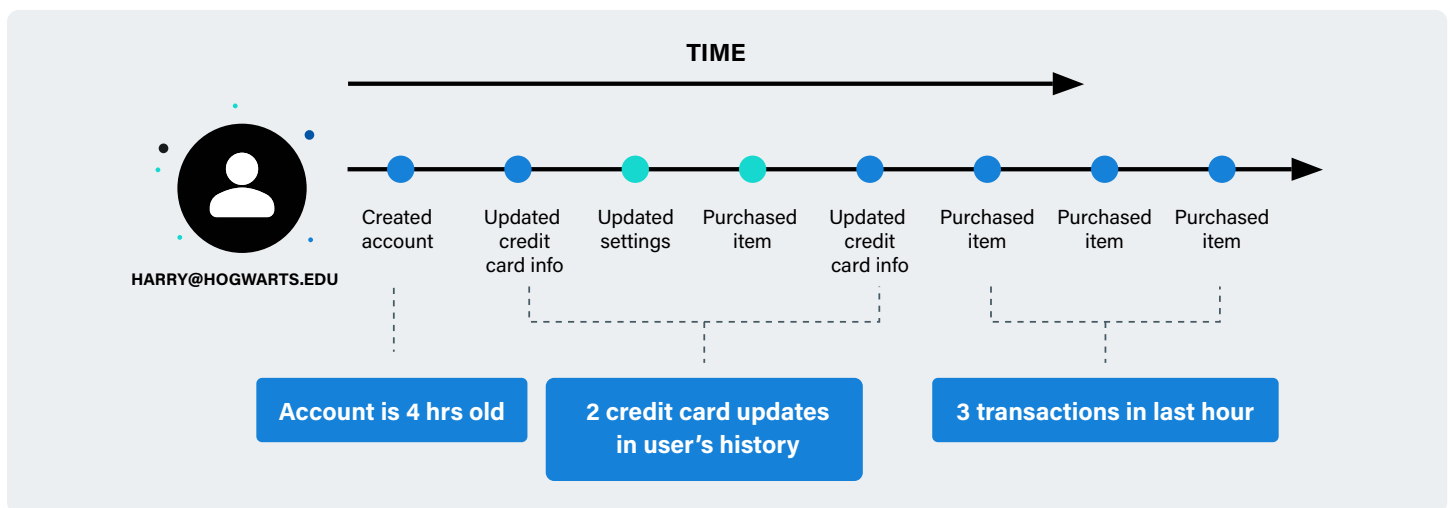 TIME
HARRY@HOGWARTS.EDU
Created
account
Updated
credit
card info
Updated
settings
Purchased
item
Updated
credit
card info
Purchased
item
Purchased
item
Purchased
item
Account is 4 hrs old
2 credit card updates
in user’s history
3 transactions in last hour